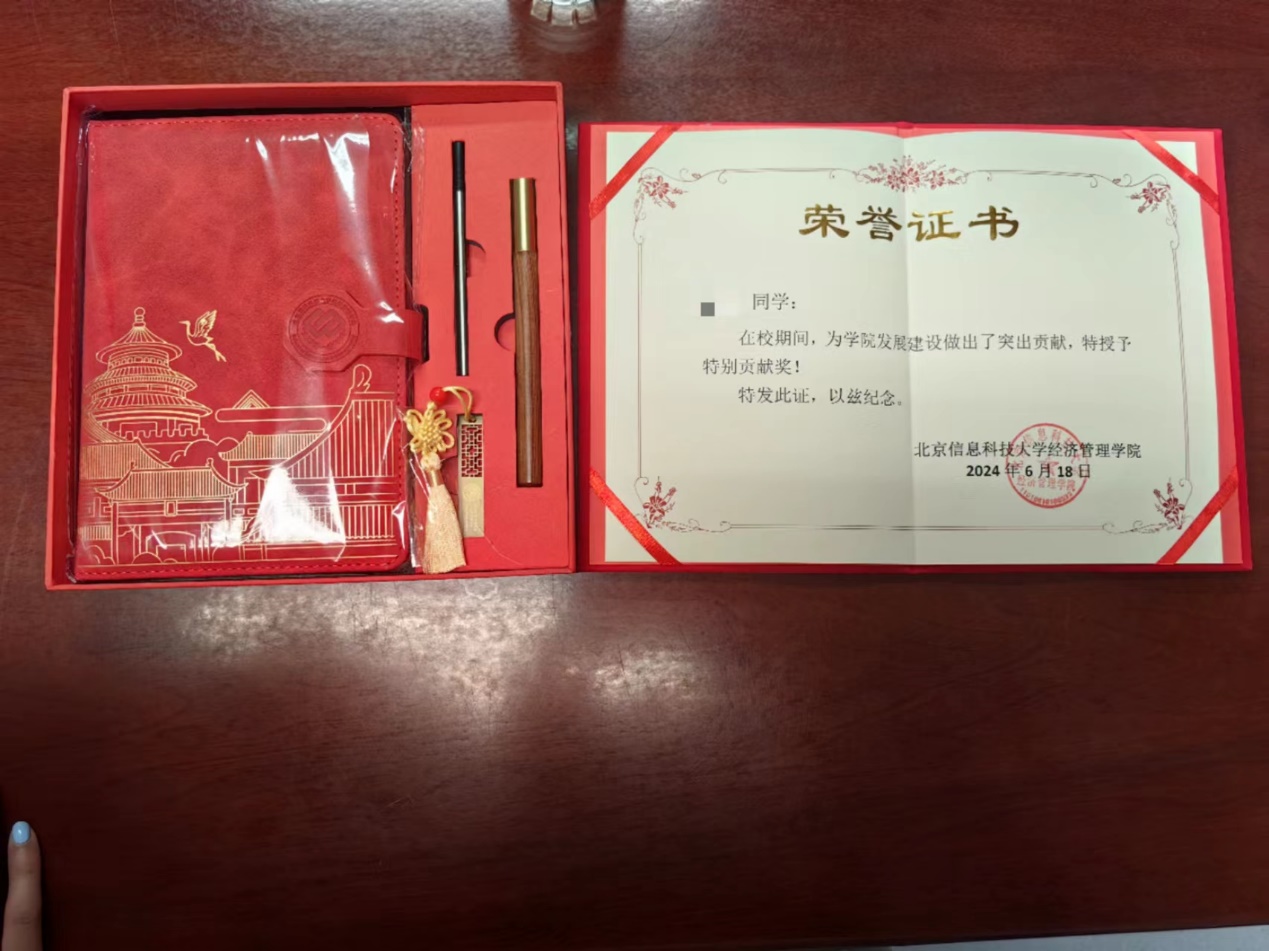 荣誉证书
同学：
在校期间，为学院发展建设做出了突出贡献，特授予
特别贡献奖！
特发此证，以兹纪念。
北京信息科技大学经济管理学院
2024 年 6 月 18 日